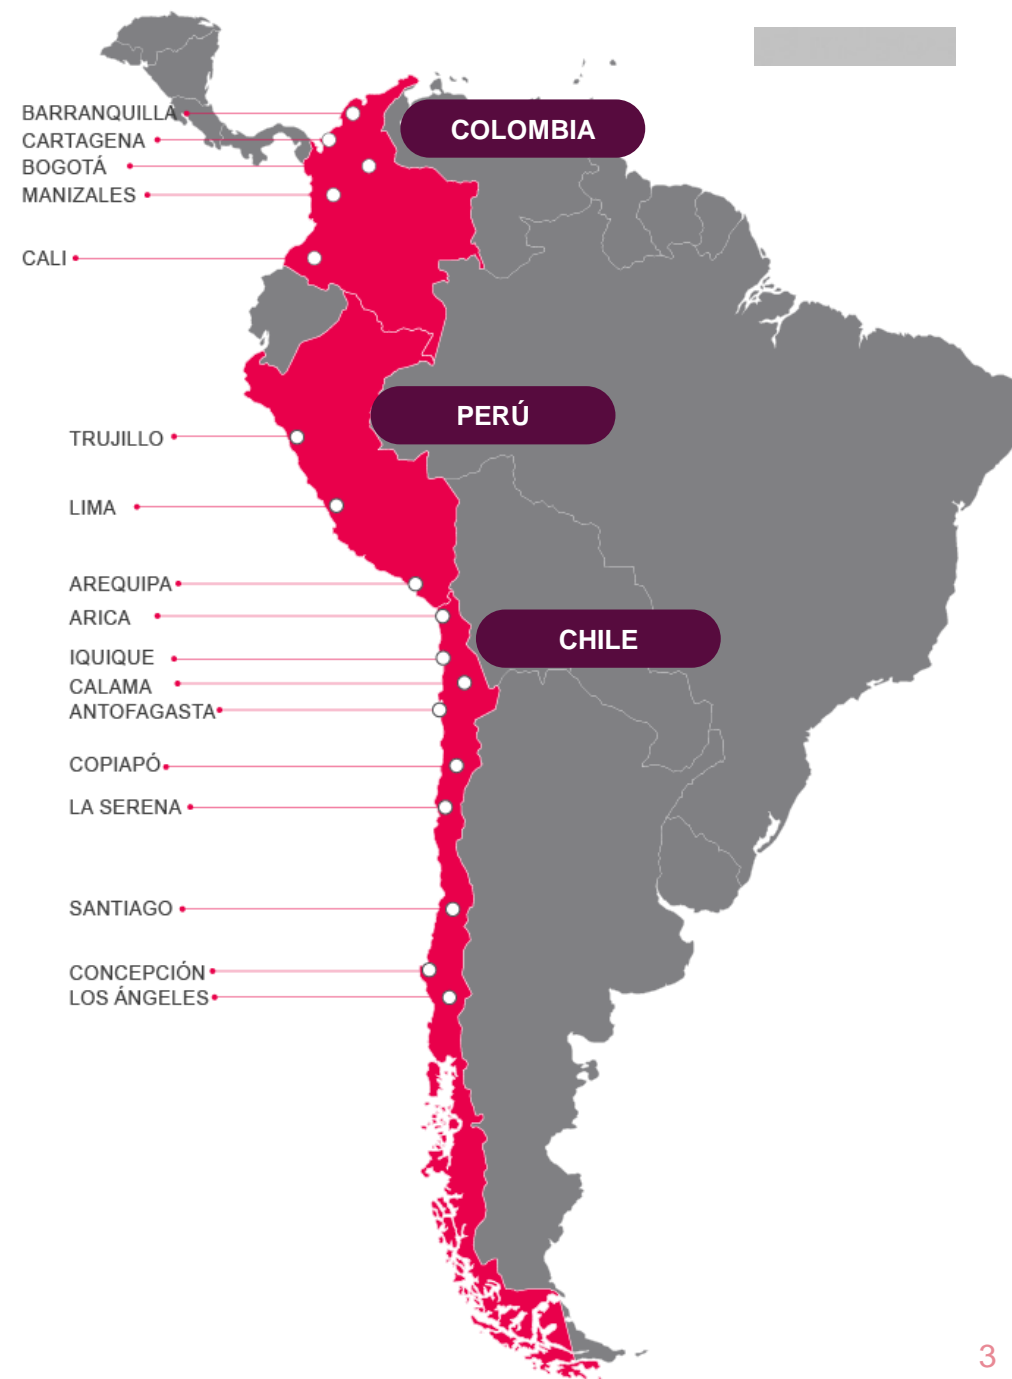 BARRANQUILLA
COLOMBIA
CARTAGENA
BOGOTÁ
MANIZALES
CALI
PERÚ
TRUJILLO
LIMA
AREQUIPA
ARICA
CHILE
IQUIQUE
CALAMA
ANTOFAGASTA
COPIAPÓ
LA SERENA
SANTIAGO
CONCEPCIÓN
LOS ÁNGELES
3